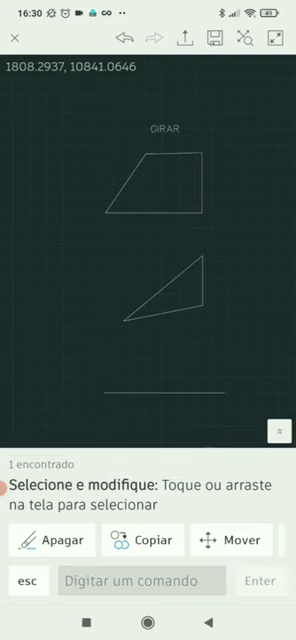 16:30
49
1808.2937, 10841.0646
GIRAR
1 encontrado
Selecione e modifique: Toque ou arraste
na tela para selecionar
Apagar Copiar Mover
esc Digitar um comando Enter